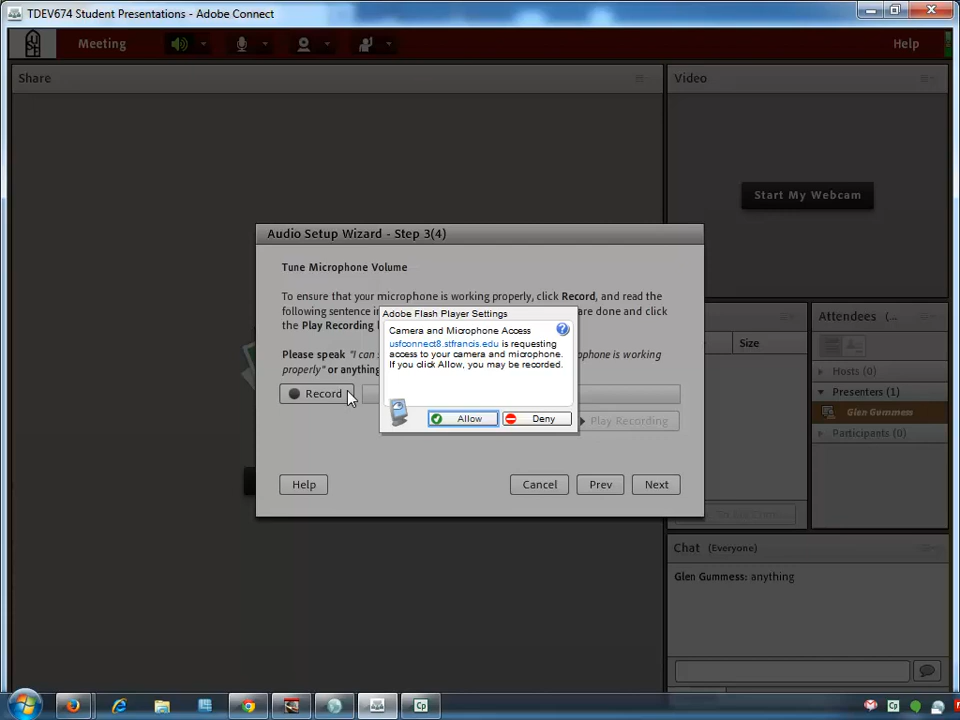 TDEV674 Student Presentations - Adobe Connect
Meeting
Help
Share
Video
Start My Webcam
Audio Setup Wizard - Step 3(4)
Tune Microphone Volume
To ensure that your microphone is working properly, click Record, and read the
following sentence
are done and click
the Play Recording
Please speak "I can
phone is working
properly" or anything
Adobe Flash Player Settings
Camera and Microphone Access
usfconnect8.stfrancis.edu is requesting
access to your camera and microphone.
If you click Allow, you may be recorded.
Allow
Deny
Record
Play Recording
Help
Cancel
Prev
Next
Size
Attendees (...
Hosts (0)
Presenters (1)
Glen Gummess
Participants (0)
Chat (Everyone)
Glen Gummess: anything
Cp
Cp